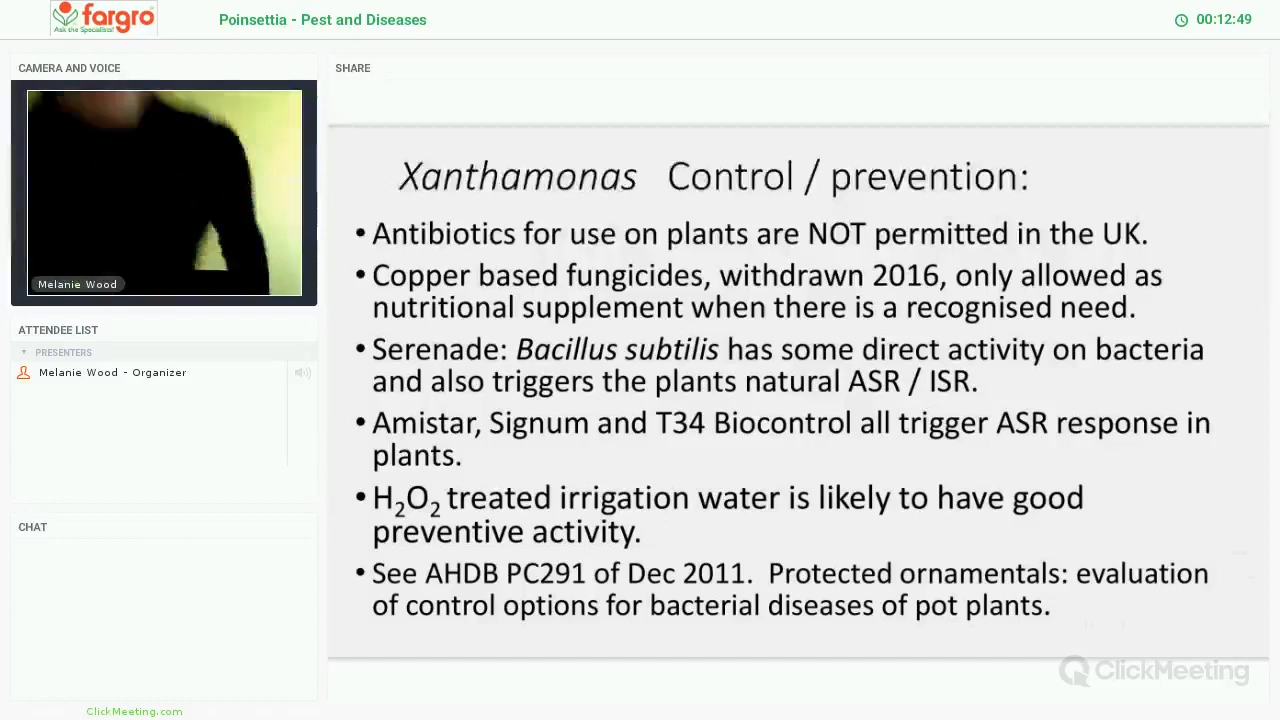 fargro
Ask the Specialists!
Poinsettia - Pest and Diseases
00:12:49
CAMERA AND VOICE
Melanie Wood
ATTENDEE LIST
PRESENTERS
Melanie Wood - Organizer
CHAT
ClickMeeting.com
SHARE
Xanthamonas Control / prevention:
• Antibiotics for use on plants are NOT permitted in the UK.
• Copper based fungicides, withdrawn 2016, only allowed as
nutritional supplement when there is a recognised need.
• Serenade: Bacillus subtilis has some direct activity on bacteria
and also triggers the plants natural ASR / ISR.
• Amistar, Signum and T34 Biocontrol all trigger ASR response in
plants.
• H₂O₂ treated irrigation water is likely to have good
preventive activity.
• See AHDB PC291 of Dec 2011. Protected ornamentals: evaluation
of control options for bacterial diseases of pot plants.
ClickMeeting